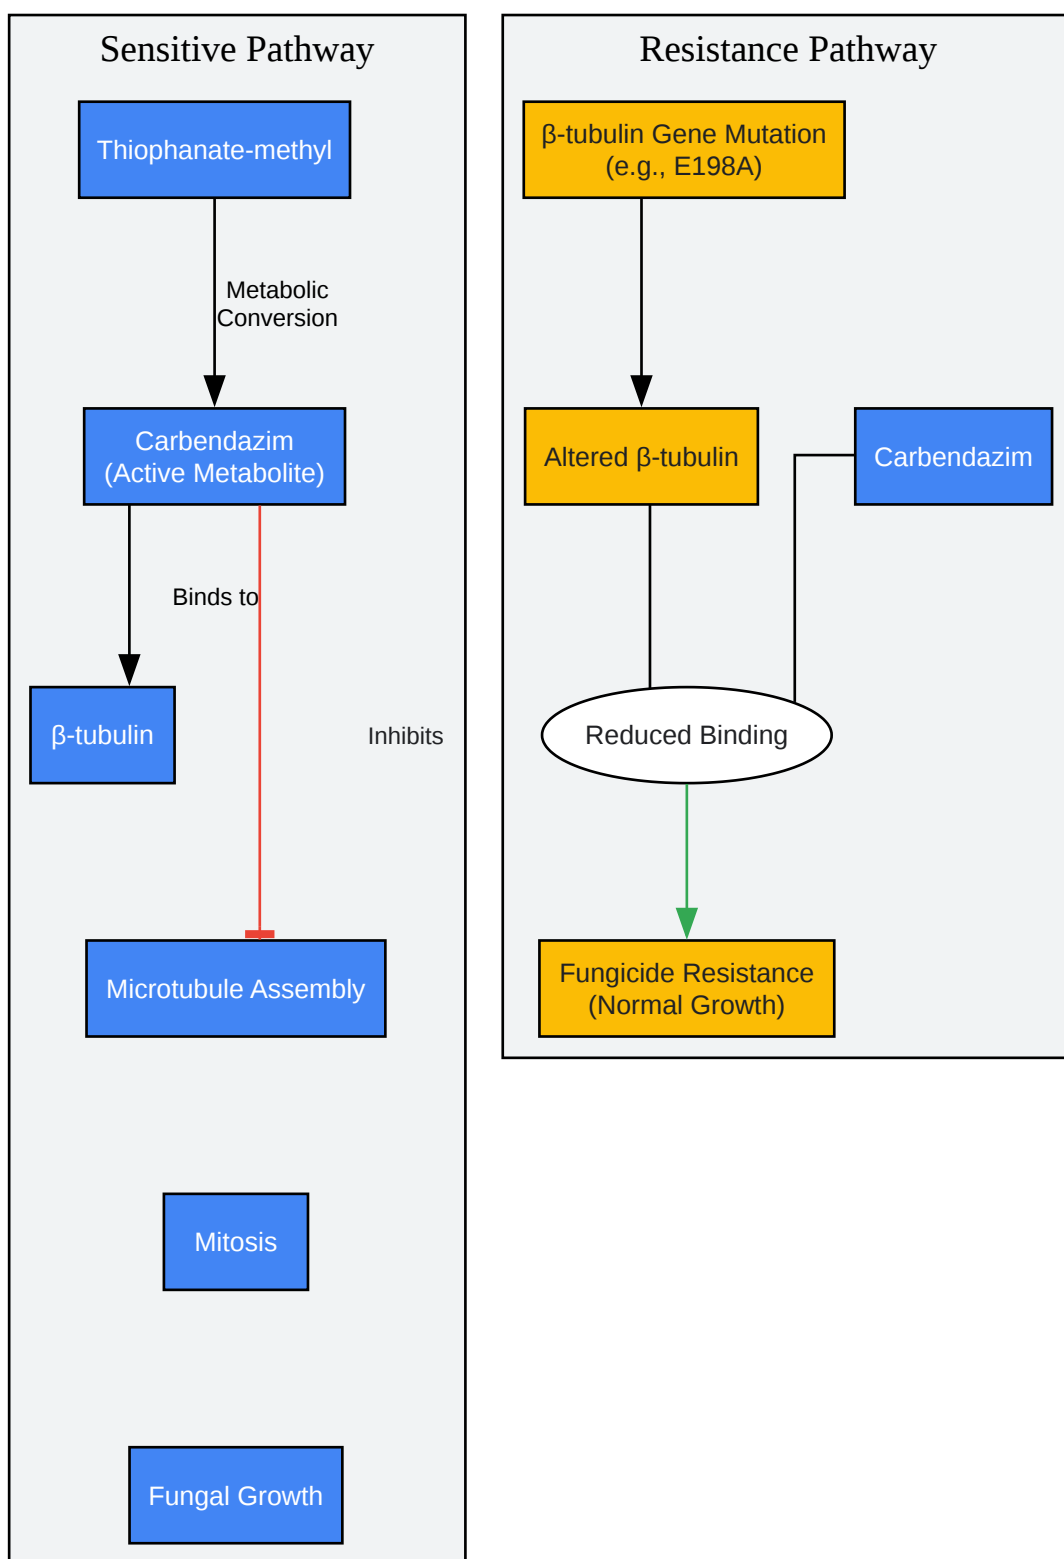 Sensitive Pathway
Thiophanate-methyl
Metabolic
Conversion
Carbendazim
(Active Metabolite)
Binds to
β-tubulin
Inhibits
Microtubule Assembly
Mitosis
Fungal Growth
Resistance Pathway
β-tubulin Gene Mutation
(e.g., E198A)
Altered β-tubulin
Carbendazim
Reduced Binding
Fungicide Resistance
(Normal Growth)